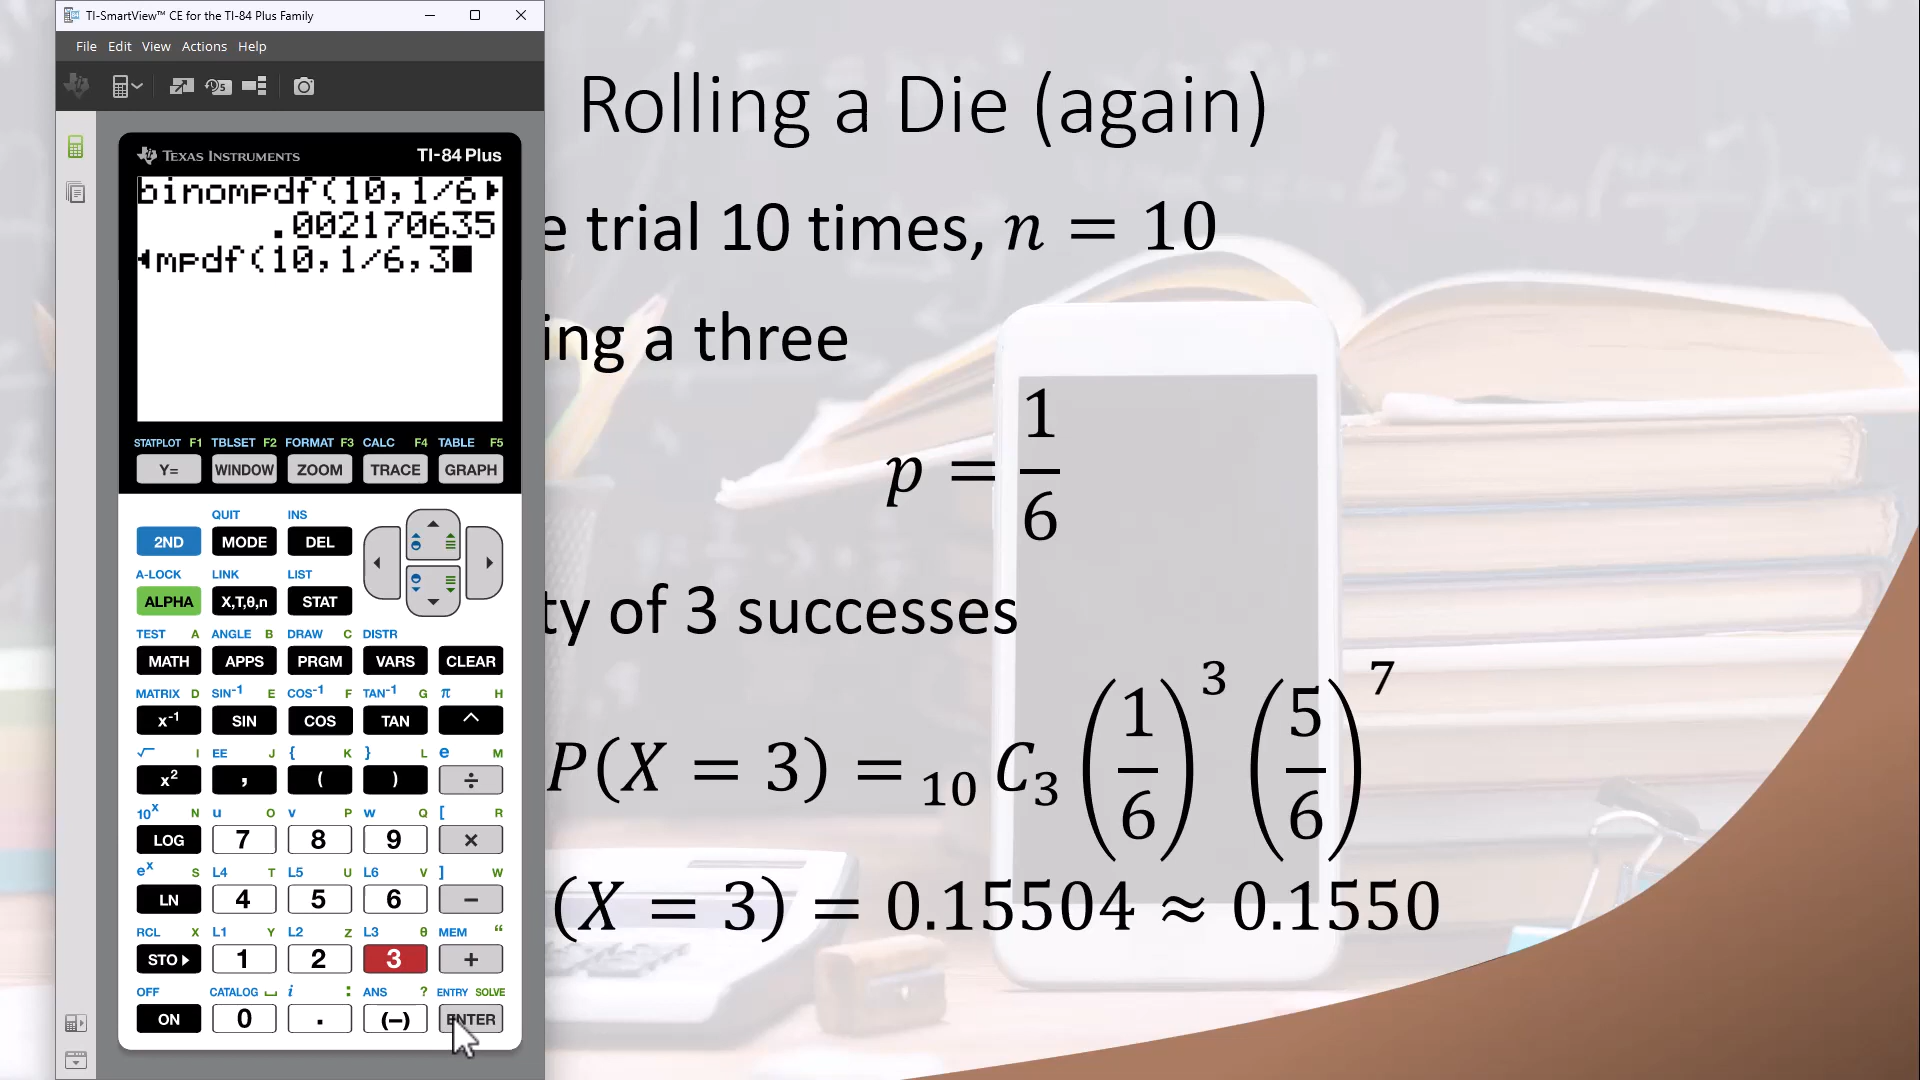 TI-SmartView™ CE for the TI-84 Plus Family
File Edit View Actions Help
TEXAS INSTRUMENTS TI-84 Plus
binompdf(10,1/6
.002170635
mpdf(10,1/6,3
STATPLOT F1 TBLSET F2 FORMAT F3 CALC F4 TABLE F5
Y= WINDOW ZOOM TRACE GRAPH
QUIT INS
2ND MODE DEL
A-LOCK LINK LIST
ALPHA X,T,θ,n STAT
TEST A ANGLE B DRAW C DISTR
MATH APPS PRGM VARS CLEAR
MATRIX D SIN⁻¹ E COS⁻¹ F TAN⁻¹ G π H
x⁻¹ SIN COS TAN ^
√ I EE J { K } L e M
x² , ( ) ÷
10ˣ N u O v P w Q [ R
LOG 7 8 9 ×
eˣ S L4 T L5 U L6 V ] W
LN 4 5 6 −
RCL X L1 Y L2 Z L3 θ MEM “
STO▸ 1 2 3 +
OFF CATALOG ␣ i : ANS ? ENTRY SOLVE
ON 0 . (−) ENTER
Rolling a Die (again)
e trial 10 times, n = 10
ing a three
p = 1/6
ty of 3 successes
P(X = 3) = ₁₀C₃ (1/6)³ (5/6)⁷
(X = 3) = 0.15504 ≈ 0.1550